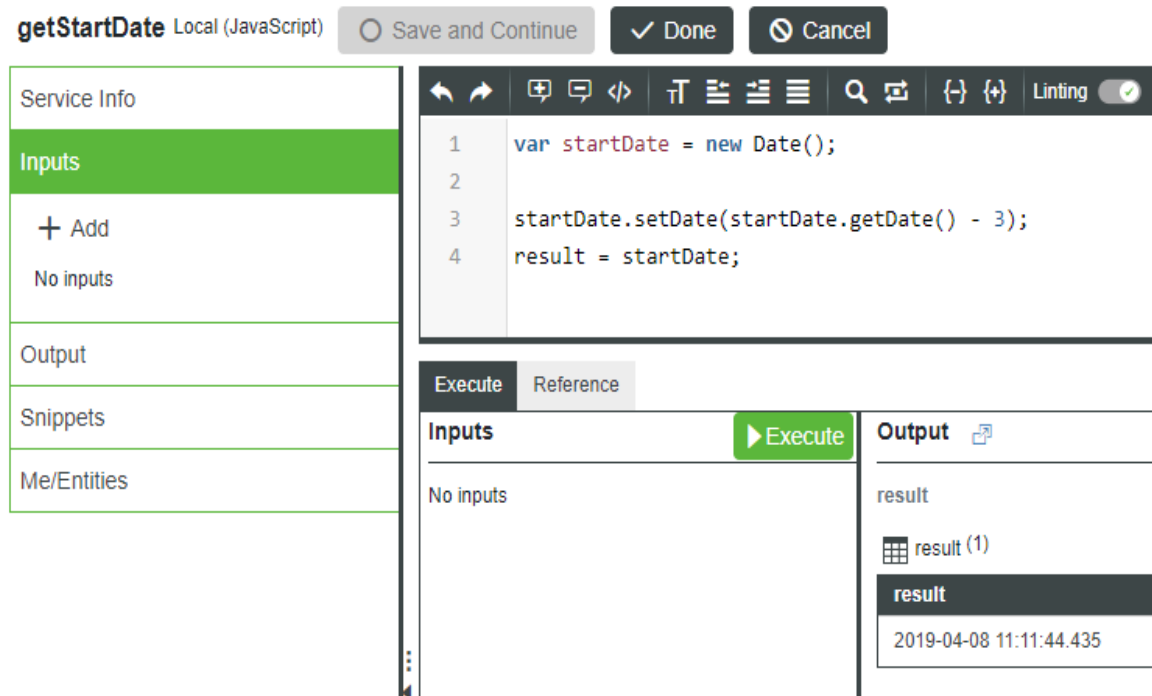 getStartDate Local (JavaScript) Save and Continue Done Cancel
Service Info
Inputs
Add
No inputs
Output
Snippets
Me/Entities
Linting
1 var startDate = new Date();
2
3 startDate.setDate(startDate.getDate() - 3);
4 result = startDate;
Execute Reference
Inputs Execute
No inputs
Output
result
result (1)
result
2019-04-08 11:11:44.435